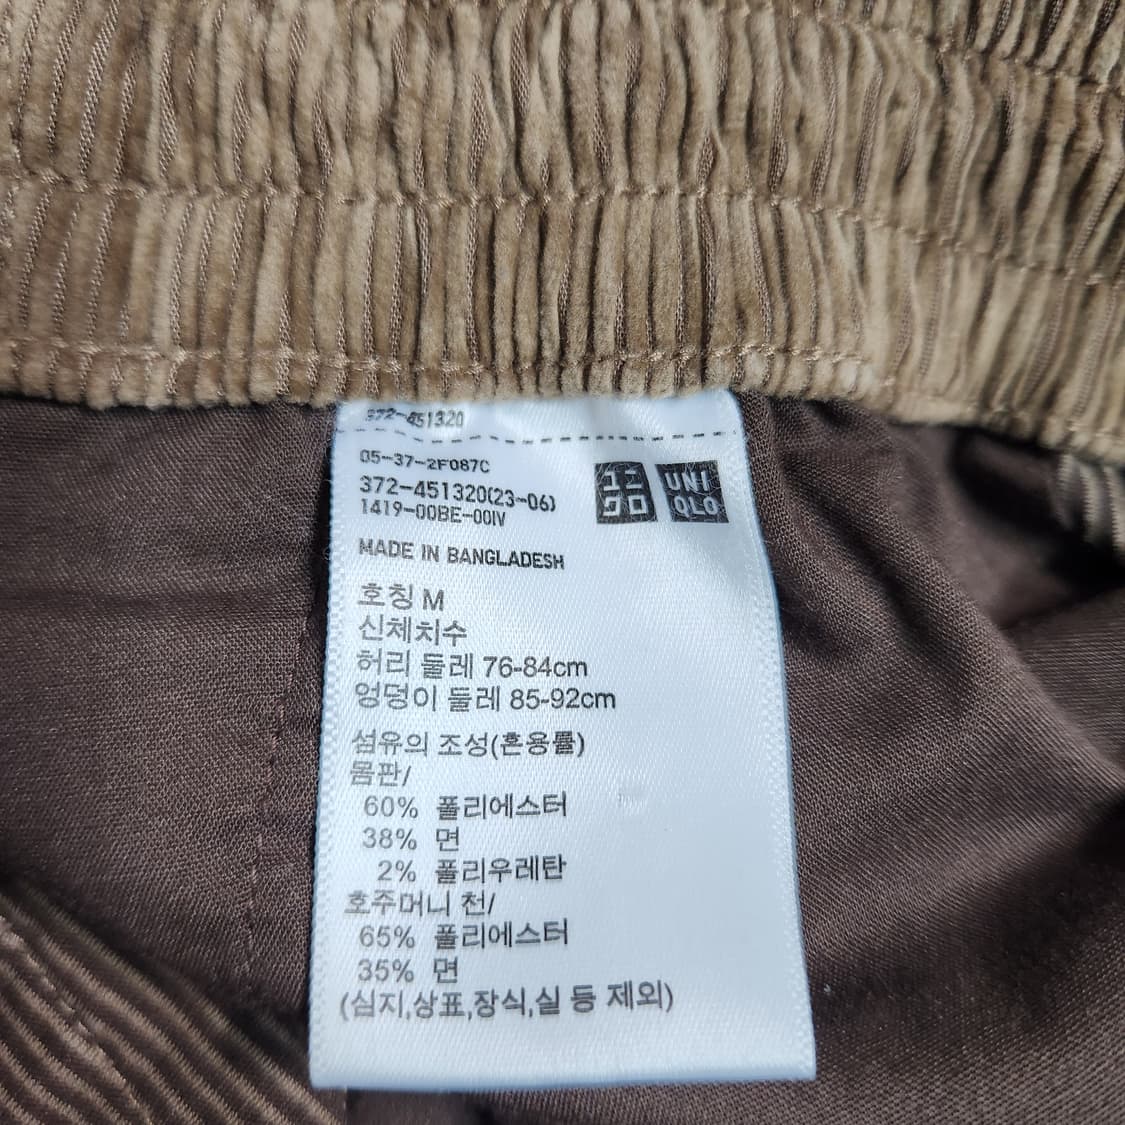 372-451320
05-37-2F087C
372-451320(23-06)
1419-00BE-00IV
ユニ
クロ
UNI
QLO
MADE IN BANGLADESH
호칭 M
신체치수
허리 둘레 76-84cm
엉덩이 둘레 85-92cm
섬유의 조성(혼용률)
몸판/
60% 폴리에스터
38% 면
2% 폴리우레탄
호주머니 천/
65% 폴리에스터
35% 면
(심지,상표,장식,실 등 제외)